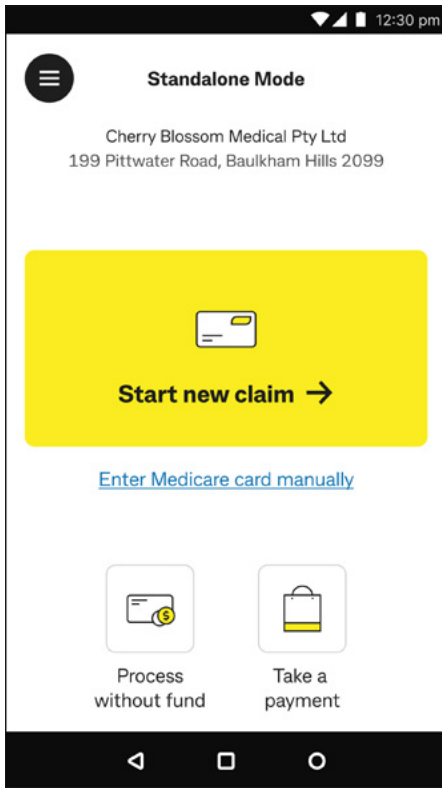 12:30 pm
Standalone Mode
Cherry Blossom Medical Pty Ltd
199 Pittwater Road, Baulkham Hills 2099
Start new claim →
Enter Medicare card manually
$
Process
without fund
Take a
payment